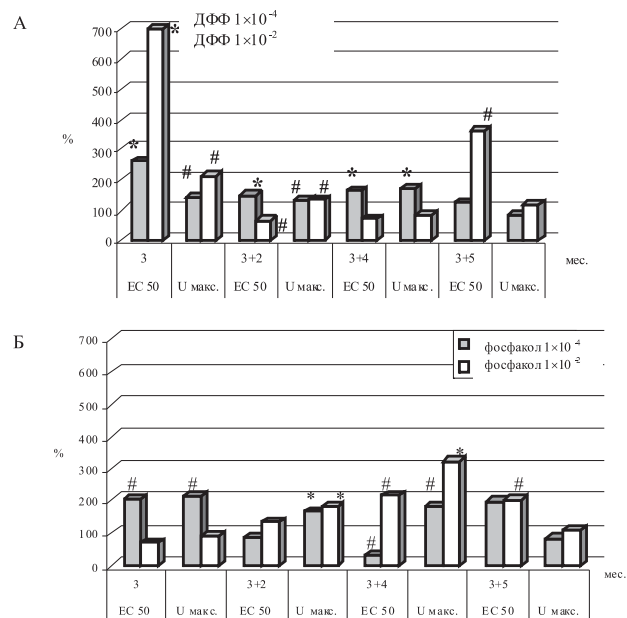 А
ДФФ 1×10⁻⁴
ДФФ 1×10⁻²
700
600
500
400
300
200
100
0
%
*
*
#
#
*
#
#
#
*
*
#
3
3+2
3+4
3+5
мес.
EC 50
U макс.
EC 50
U макс.
EC 50
U макс.
EC 50
U макс.
Б
фосфакол 1×10⁻⁴
фосфакол 1×10⁻²
700
600
500
400
300
200
100
0
%
#
#
*
*
#
#
#
*
#
3
3+2
3+4
3+5
мес.
EC 50
U макс.
EC 50
U макс.
EC 50
U макс.
EC 50
U макс.